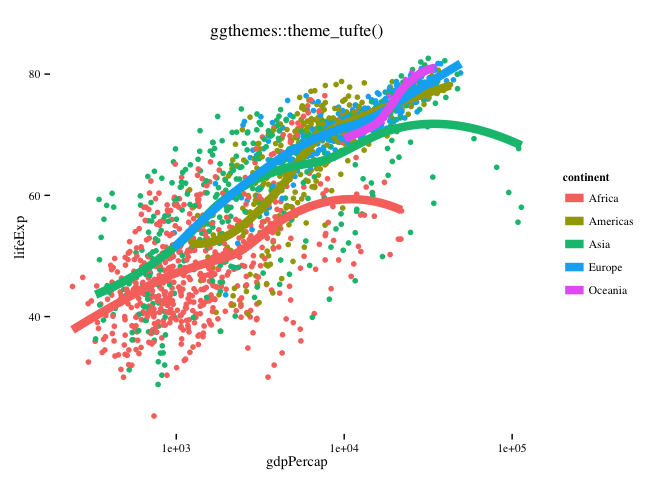 ggthemes::theme_tufte()
80
60
40
lifeExp
1e+03
1e+04
1e+05
gdpPercap
continent
Africa
Americas
Asia
Europe
Oceania